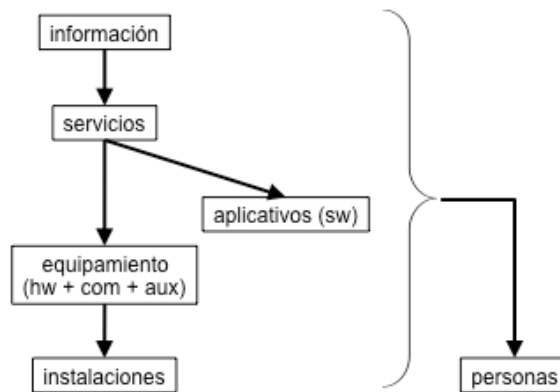 información
servicios
aplicativos (sw)
equipamiento
(hw + com + aux)
instalaciones
personas